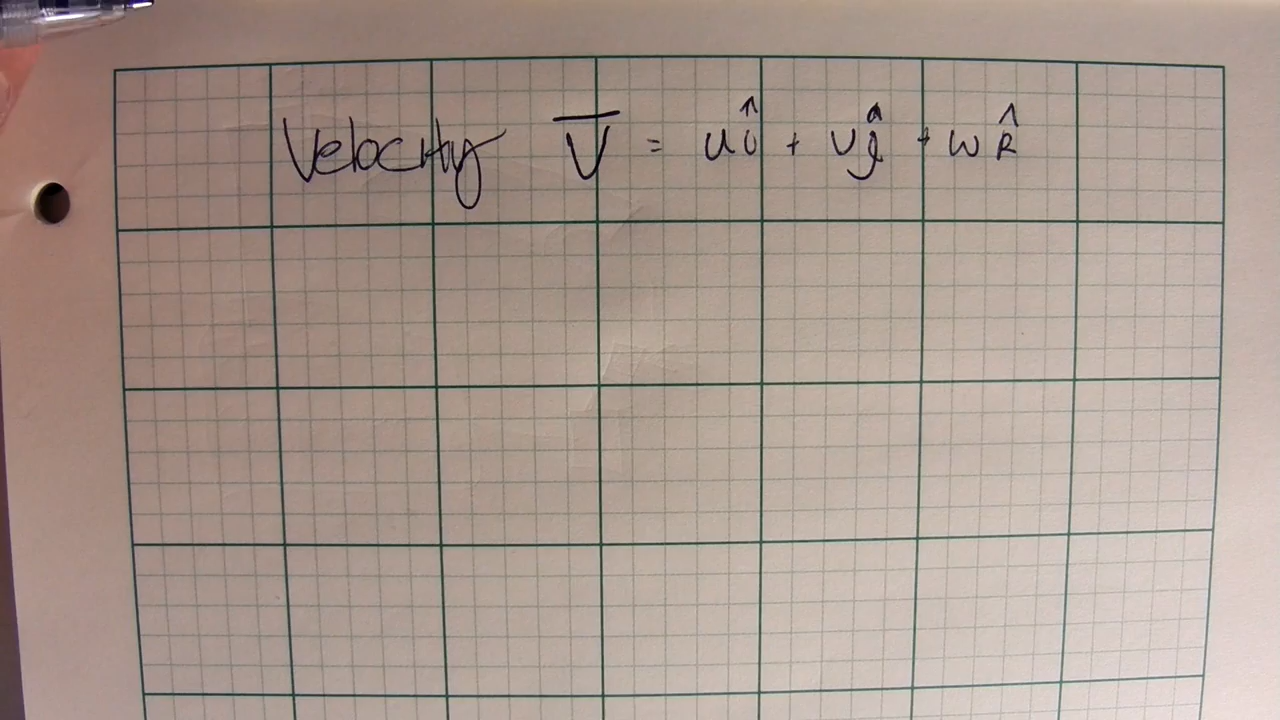 Velocity V̅ = uî + vĵ + wk̂